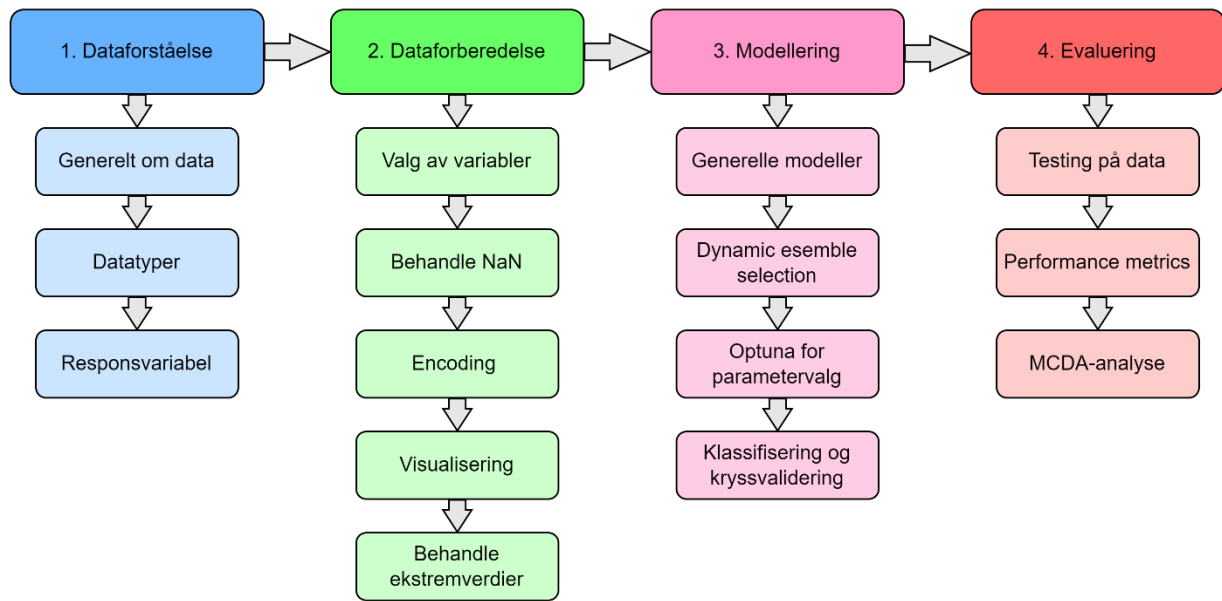 1. Dataforståelse
Generelt om data
Datatyper
Responsvariabel
2. Dataforberedelse
Valg av variabler
Behandle NaN
Encoding
Visualisering
Behandle
ekstremverdier
3. Modellering
Generelle modeller
Dynamic esemble
selection
Optuna for
parametervalg
Klassifisering og
kryssvalidering
4. Evaluering
Testing på data
Performance metrics
MCDA-analyse